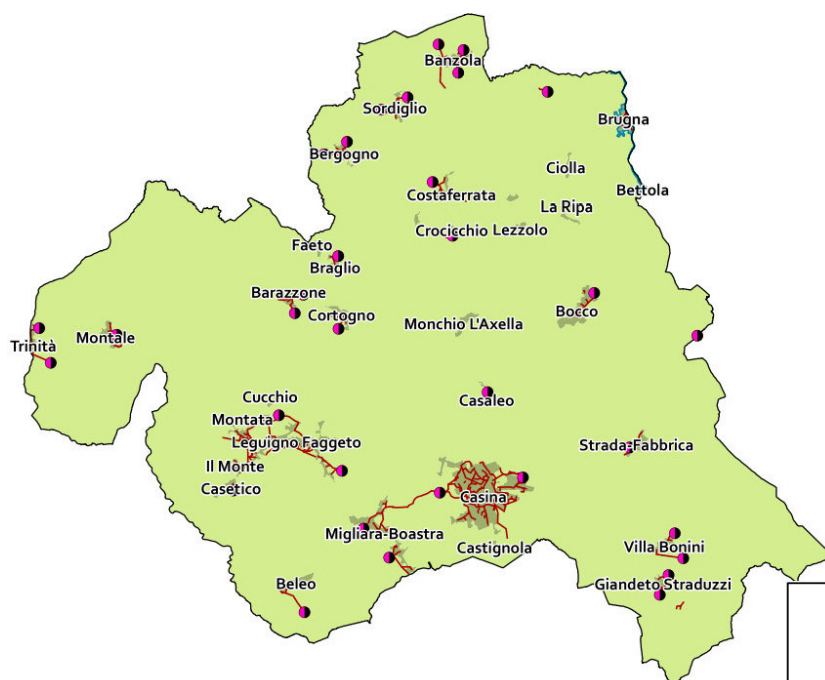 Banzola
Sordiglio
Brugna
Bergogno
Ciolla
Costaferrata
Bettola
La Ripa
Crocicchio
Lezzolo
Faeto
Braglio
Barazzone
Cortogno
Bocco
Monchio L'Axella
Trinità
Montale
Cucchio
Casaleo
Montata
Leguigno
Faggeto
Strada-Fabbrica
Il Monte
Casetico
Casina
Migliara-Boastra
Castignola
Villa Bonini
Beleo
Giandeto
Straduzzi